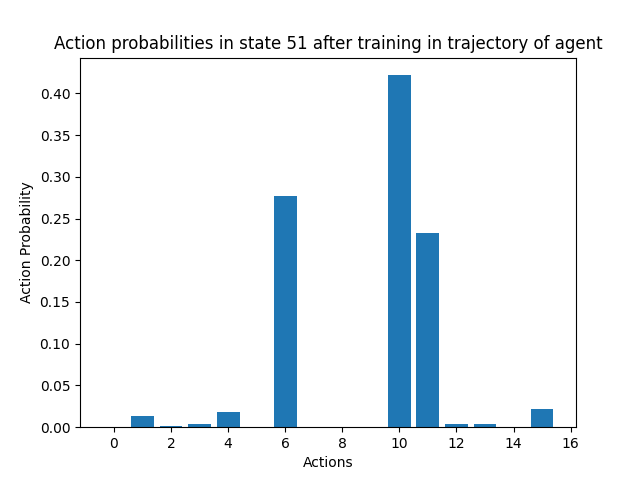 Action probabilities in state 51 after training in trajectory of agent
0.40
0.35
0.30
0.25
0.20
0.15
0.10
0.05
0.00
Action Probability
0 2 4 6 8 10 12 14 16
Actions